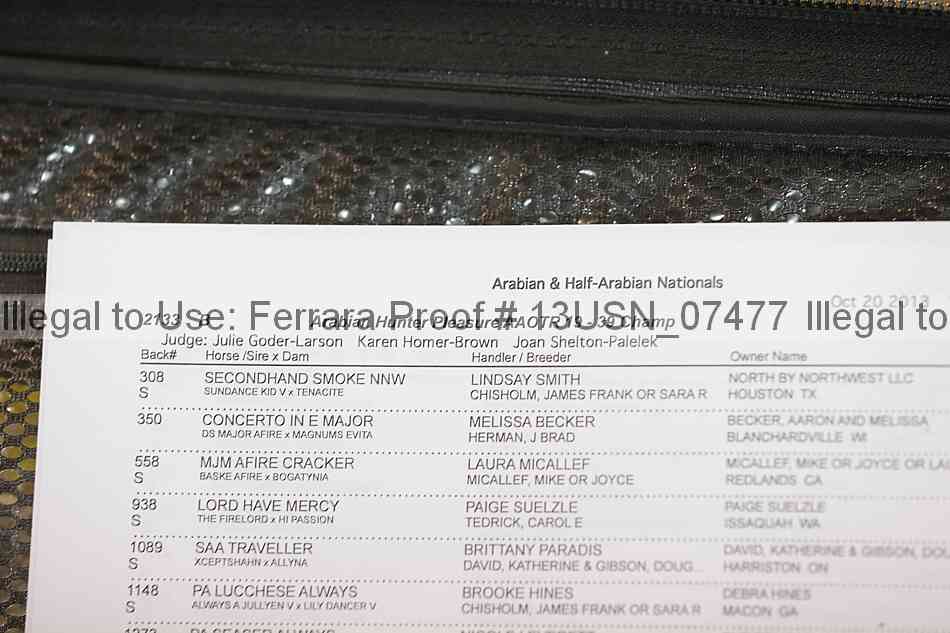 Arabian & Half-Arabian Nationals
Oct 20 2013
2133 B Arabian Hunter Pleasure AAOTR 19 - 39 Champ
Illegal to Use: Ferrara Proof # 13USN_07477 Illegal to
Judge: Julie Goder-Larson Karen Homer-Brown Joan Shelton-Palelek
Back# Horse /Sire x Dam Handler / Breeder Owner Name
308 SECONDHAND SMOKE NNW LINDSAY SMITH NORTH BY NORTHWEST LLC
S SUNDANCE KID V x TENACITE CHISHOLM, JAMES FRANK OR SARA R HOUSTON TX
350 CONCERTO IN E MAJOR MELISSA BECKER BECKER, AARON AND MELISSA
DS MAJOR AFIRE x MAGNUMS EVITA HERMAN, J BRAD BLANCHARDVILLE WI
558 MJM AFIRE CRACKER LAURA MICALLEF MICALLEF, MIKE OR JOYCE OR LA
S BASKE AFIRE x BOGATYNIA MICALLEF, MIKE OR JOYCE REDLANDS CA
938 LORD HAVE MERCY PAIGE SUELZLE PAIGE SUELZLE
S THE FIRELORD x HI PASSION TEDRICK, CAROL E ISSAQUAH WA
1089 SAA TRAVELLER BRITTANY PARADIS DAVID, KATHERINE & GIBSON, DOU
S XCEPTSHAHN x ALLYNA DAVID, KATHERINE & GIBSON, DOUG... HARRISTON ON
1148 PA LUCCHESE ALWAYS BROOKE HINES DEBRA HINES
S ALWAYS A JULLYEN V x LILY DANCER V CHISHOLM, JAMES FRANK OR SARA R MACON GA